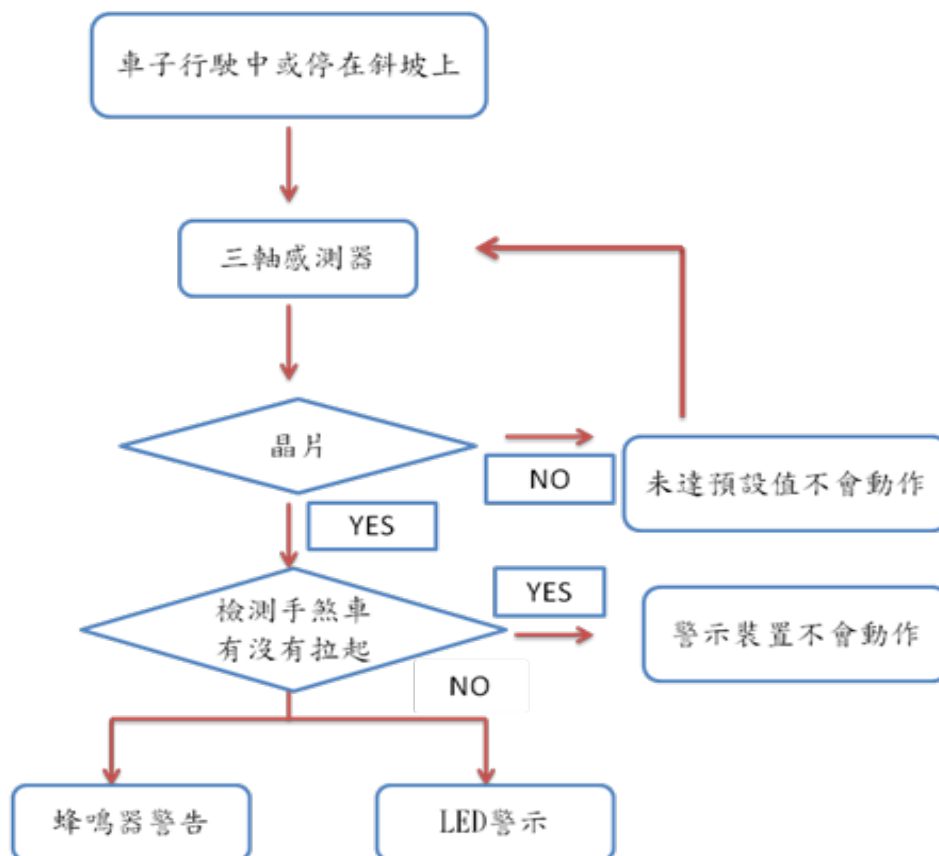 車子行駛中或停在斜坡上
三軸感測器
晶片
NO
未達預設值不會動作
YES
檢測手煞車
有沒有拉起
YES
警示裝置不會動作
NO
蜂鳴器警告
LED警示